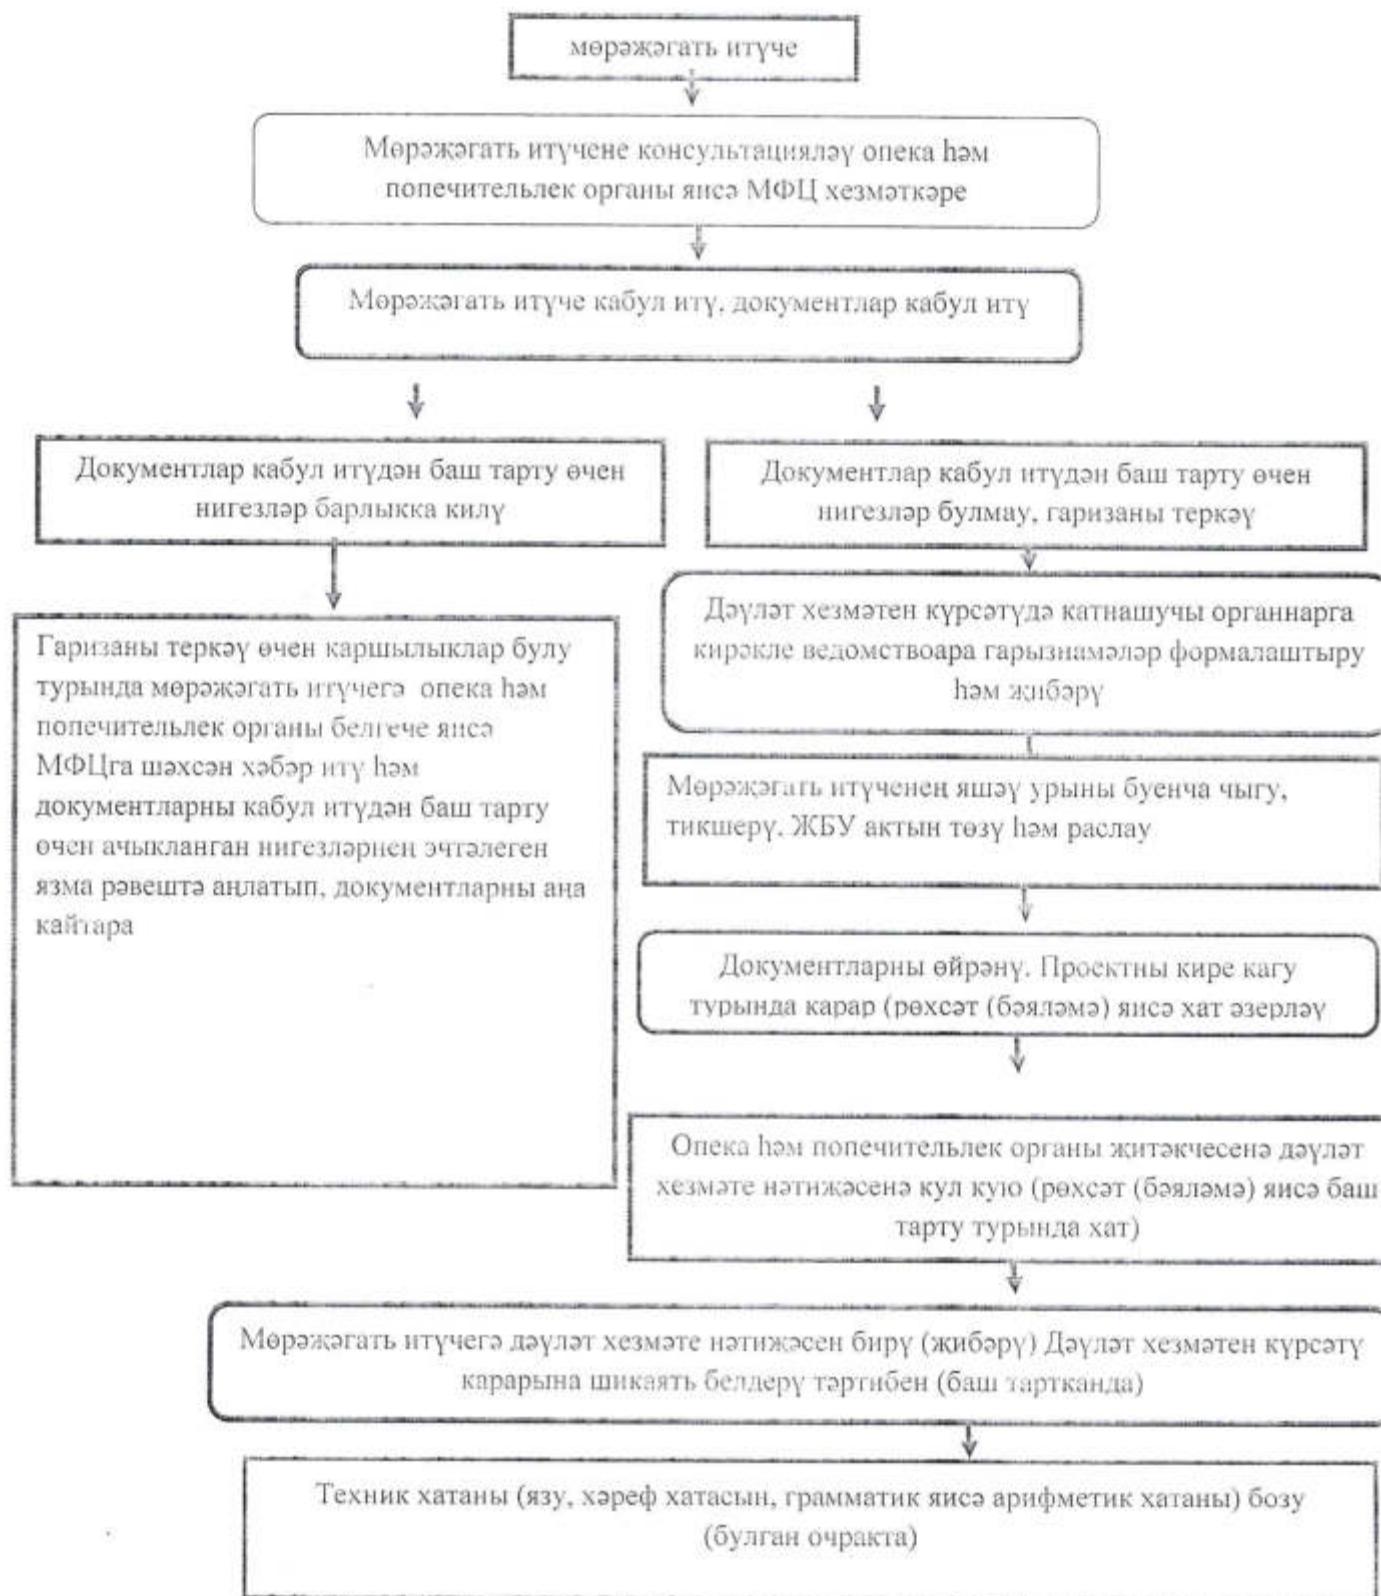 мөрәҗәгать итүче
Мөрәҗәгать итүчене консультацияләү опека һәм
попечительлек органы яисә МФЦ хезмәткәре
Мөрәҗәгать итүче кабул итү, документлар кабул итү
Документлар кабул итүдән баш тарту өчен
нигезләр барлыкка килү
Документлар кабул итүдән баш тарту өчен
нигезләр булмау, гаризаны теркәү
Гаризаны теркәү өчен каршылыклар булу
турында мөрәҗәгать итүчегә опека һәм
попечительлек органы белгече яисә
МФЦга шәхсән хәбәр итү һәм
документларны кабул итүдән баш тарту
өчен ачыкланган нигезләрнең эчтәлеген
язма рәвештә аңлатып, документларны аңа
кайтара
Дәүләт хезмәтен күрсәтүдә катнашучы органнарга
кирәкле ведомствоара гарызнамәләр формалаштыру
һәм җибәрү
Мөрәҗәгать итүченең яшәү урыны буенча чыгу,
тикшерү, ЖБУ актын төзү һәм раслау
Документларны өйрәнү. Проектны кире кагу
турында карар (рөхсәт (бәяләмә) яисә хат әзерләү
Опека һәм попечительлек органы җитәкчесенә дәүләт
хезмәте нәтиҗәсенә кул кую (рөхсәт (бәяләмә) яисә баш
тарту турында хат)
Мөрәҗәгать итүчегә дәүләт хезмәте нәтиҗәсен бирү (җибәрү) Дәүләт хезмәтен күрсәтү
карарына шикаять белдерү тәртибен (баш тартканда)
Техник хатаны (язу, хәреф хатасын, грамматик яисә арифметик хатаны) бозу
(булган очракта)